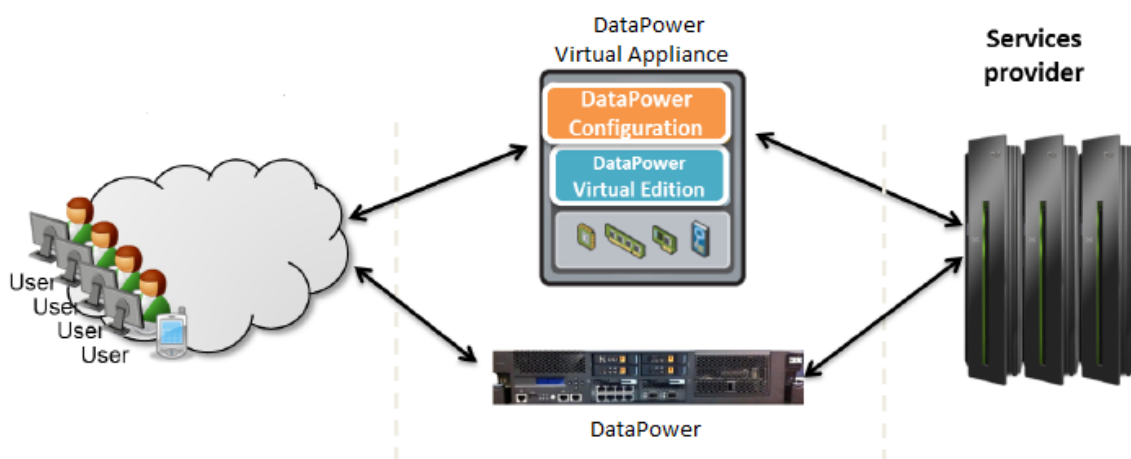 DataPower
Virtual Appliance
Services
provider
DataPower
Configuration
DataPower
Virtual Edition
User
User
User
User
DataPower